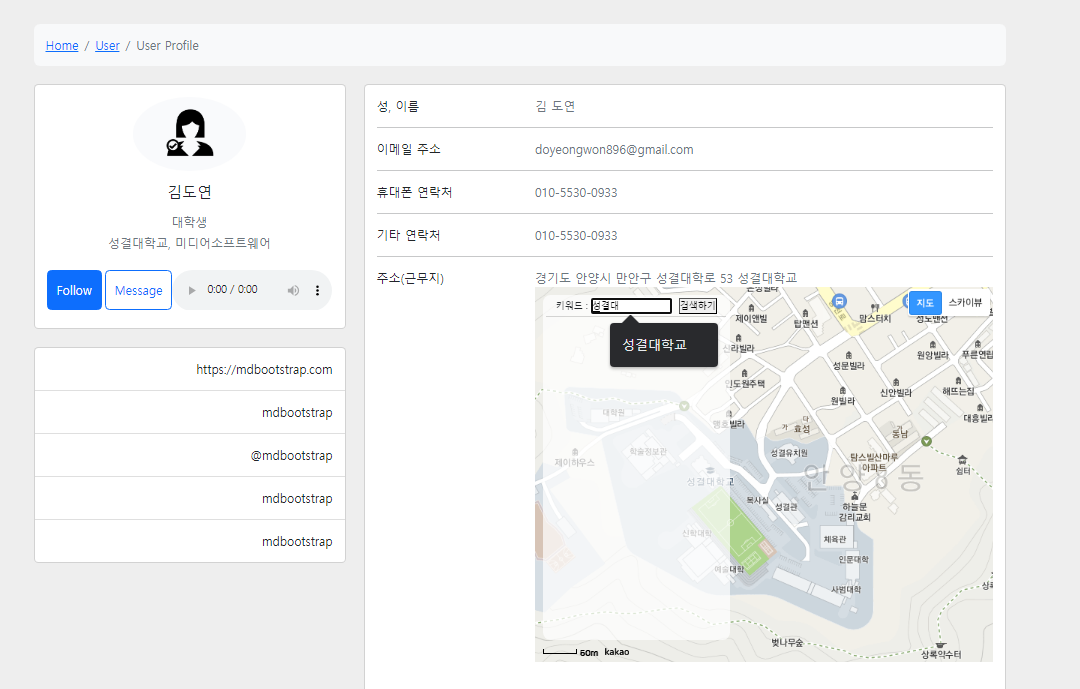 Home / User / User Profile
김도연
대학생
성결대학교, 미디어소프트웨어
Follow
Message
0:00 / 0:00
https://mdbootstrap.com
mdbootstrap
@mdbootstrap
mdbootstrap
mdbootstrap
성, 이름 김 도연
이메일 주소 doyeongwon896@gmail.com
휴대폰 연락처 010-5530-0933
기타 연락처 010-5530-0933
주소(근무지) 경기도 안양시 만안구 성결대학로 53 성결대학교
키워드 : 성결대 검색하기
성결대학교
지도 스카이뷰
제이앤빌
탑맨션
맘스터치
신라빌라
원앙빌라
푸른연립
성문빌라
인도원주택
원빌라
신안빌라
해뜨는집
대흥빌라
대학원
명호빌라
가 효성 다
동남
학술정보관
제이하우스
성결유치원
탐스빌산마루
아파트
쉼터
성결대학교
안양8동
복사실
성결관
하늘문
감리교회
신학대학
체육관
예술대학
인문대학
사범대학
벚나무숲
상록약수터
60m kakao